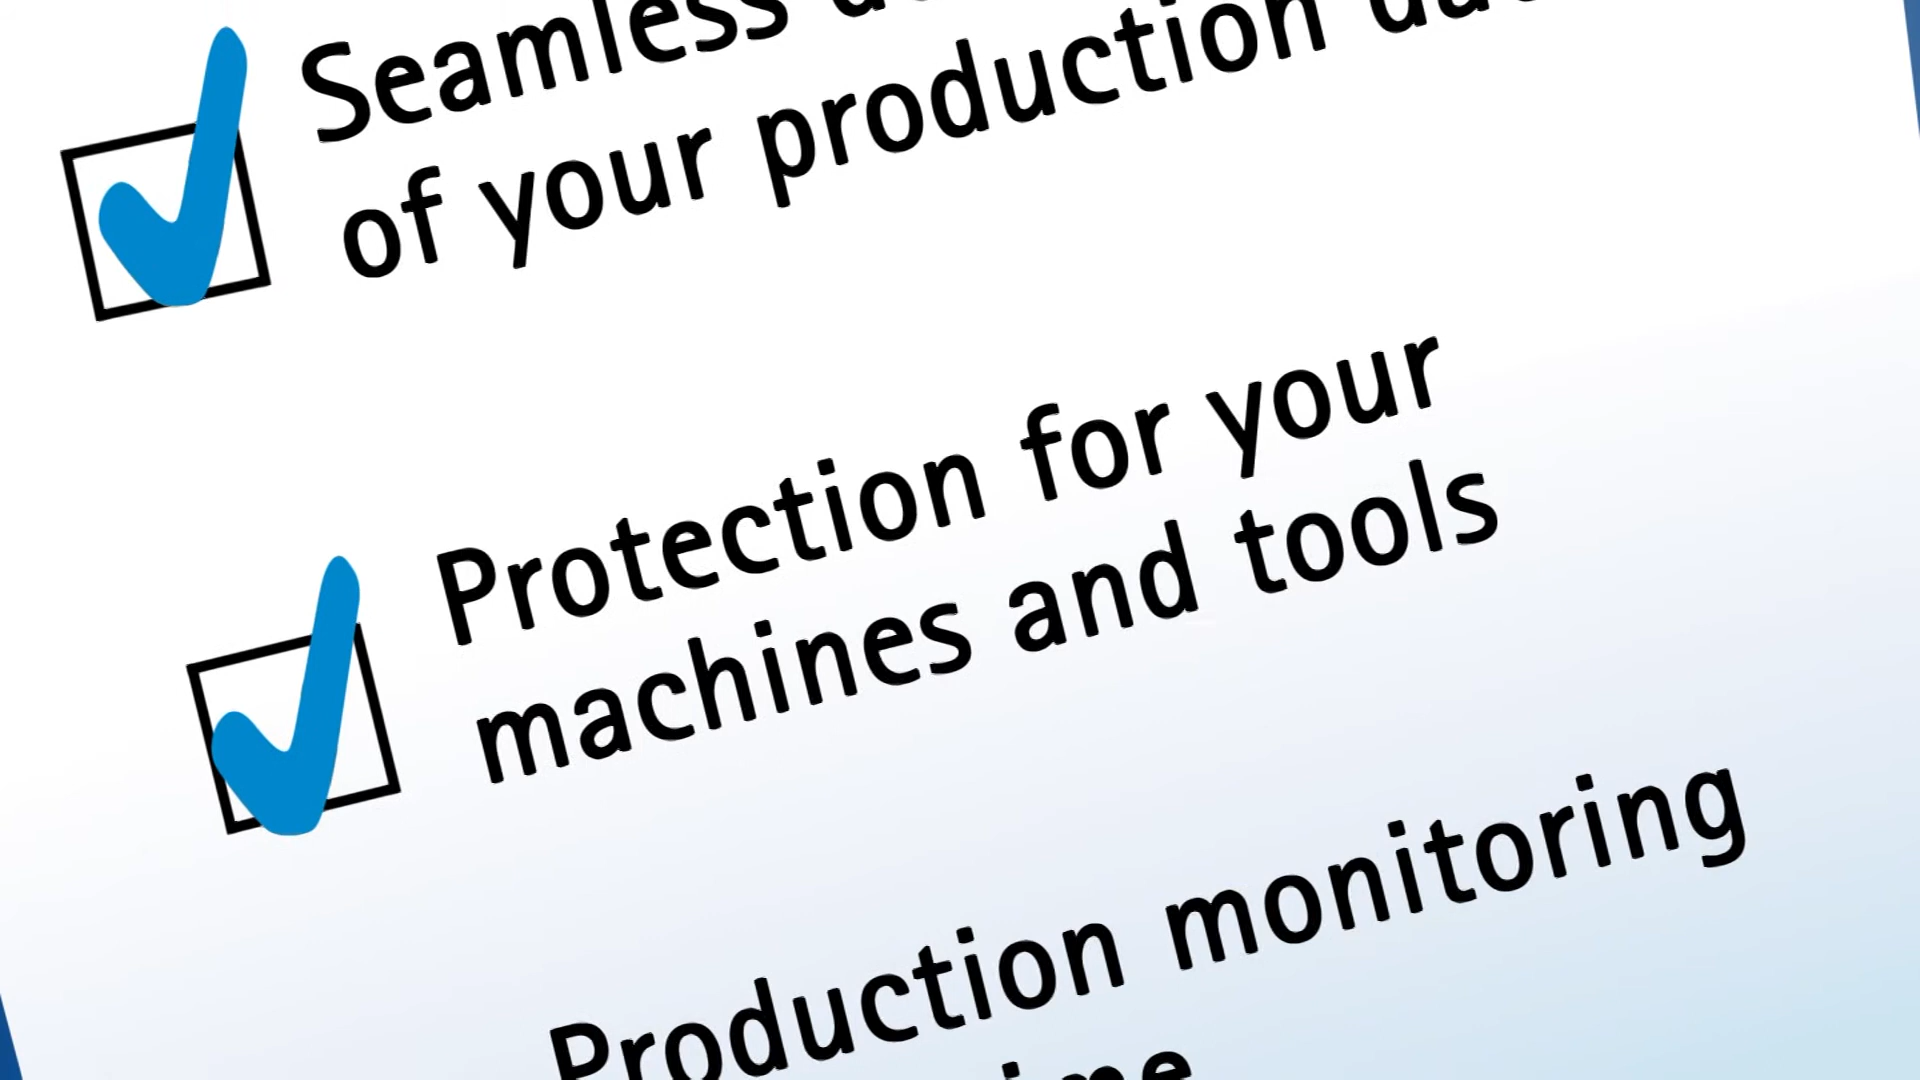 Seamless
of your production
Protection for your
machines and tools
Production monitoring